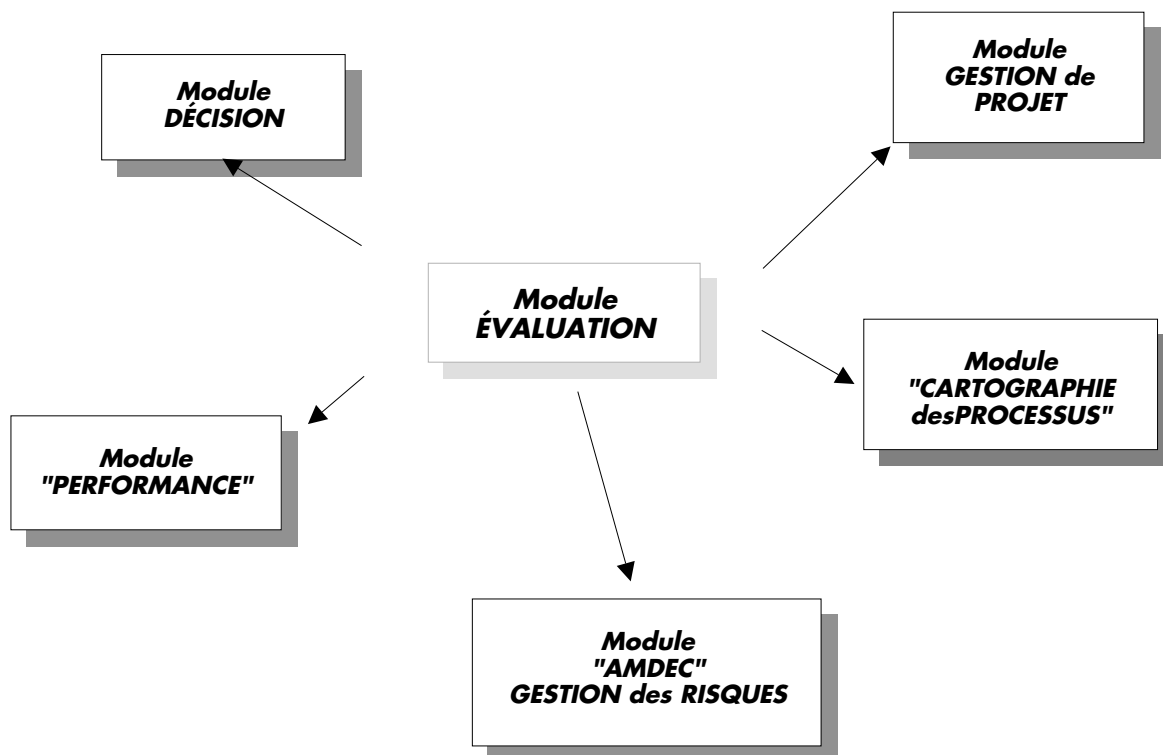 Module
DÉCISION
Module
GESTION de
PROJET
Module
ÉVALUATION
Module
"CARTOGRAPHIE
desPROCESSUS"
Module
"PERFORMANCE"
Module
"AMDEC"
GESTION des RISQUES